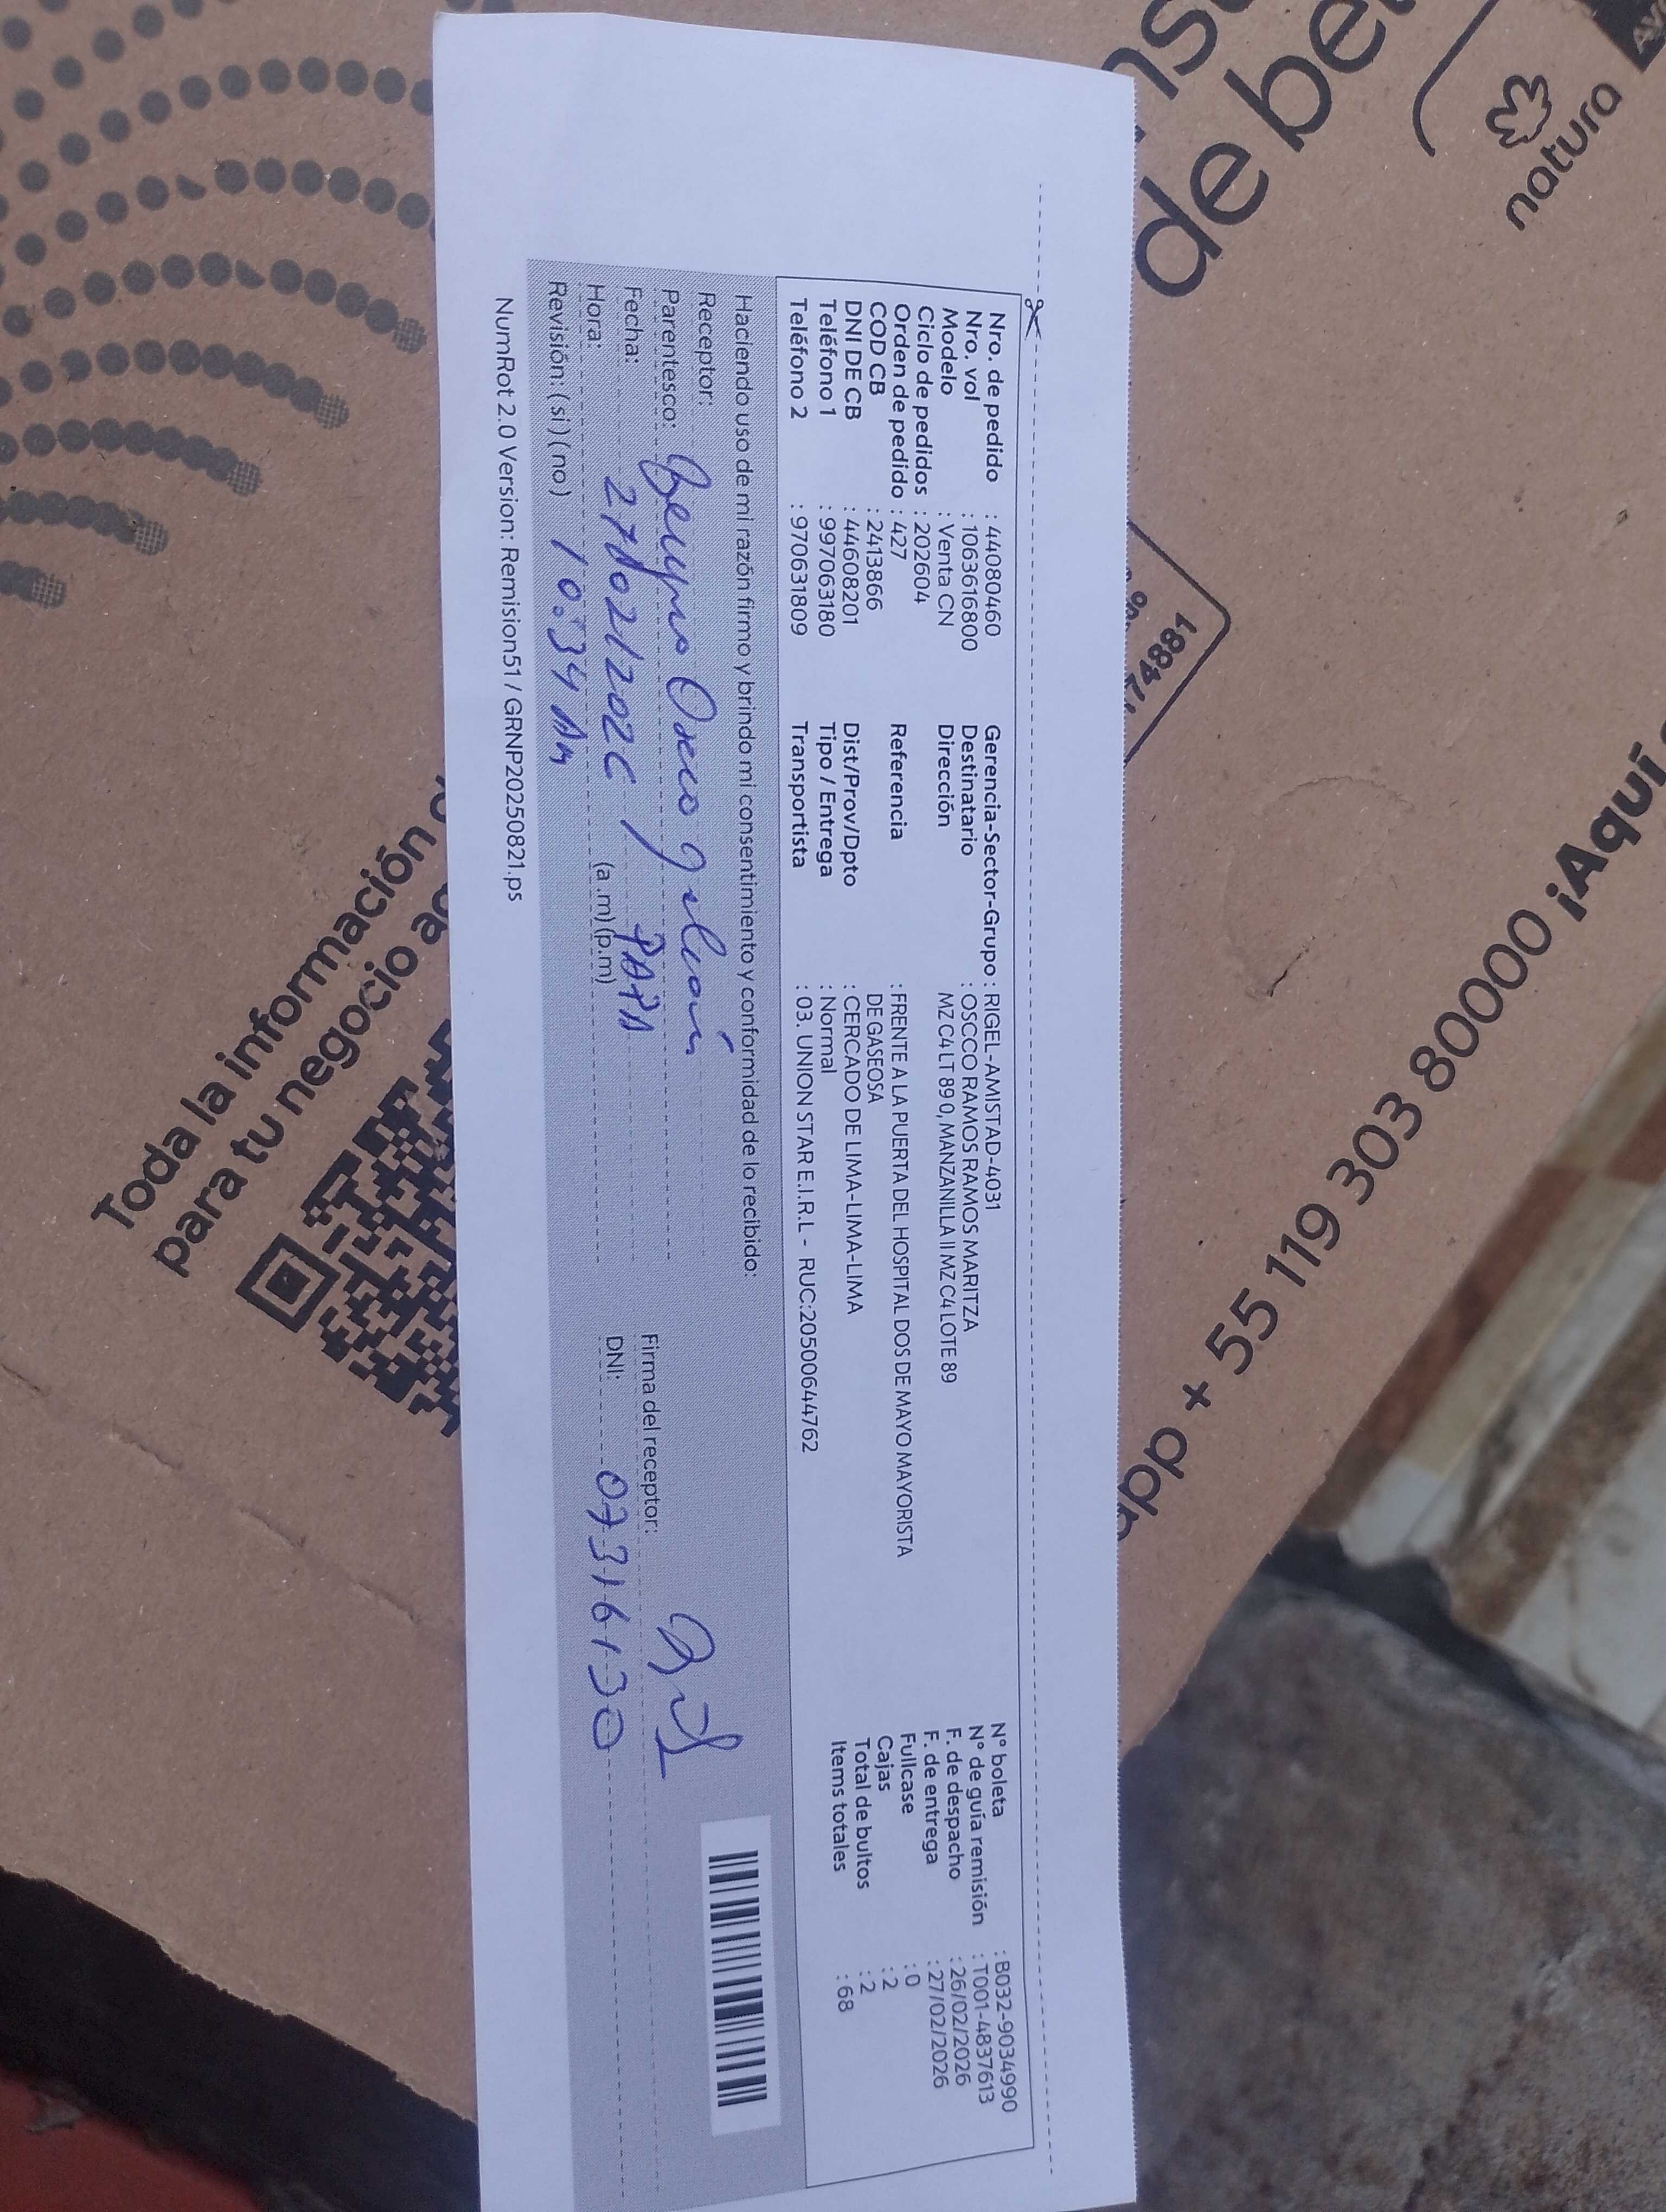 Nro. de pedido : 44080460
Nro. vol : 1063616800
Modelo : Venta CN
Ciclo de pedidos : 202604
Orden de pedido : 427
COD CB : 2413866
DNI DE CB : 44608201
Teléfono 1 : 997063180
Teléfono 2 : 970631809
Gerencia-Sector-Grupo : RIGEL-AMISTAD-4031
Destinatario : OSCCO RAMOS RAMOS MARITZA
Dirección MZ C4 LT 89 0, MANZANILLA II MZ C4 LOTE 89
Referencia : FRENTE A LA PUERTA DEL HOSPITAL DOS DE MAYO MAYORISTA
DE GASEOSA
Dist/Prov/Dpto : CERCADO DE LIMA-LIMA-LIMA
Tipo / Entrega : Normal
Transportista : 03. UNION STAR E.I.R.L - RUC:20500644762
N° boleta : B032-9034990
N° de guía remisión : T001-4837613
F. de despacho : 26/02/2026
F. de entrega : 27/02/2026
Fullcase : 0
Cajas : 2
Total de bultos : 2
Items totales : 68
Haciendo uso de mi razón firmo y brindo mi consentimiento y conformidad de lo recibido:
Receptor:
Parentesco: PAPA
Fecha:
Hora: (a.m) (p.m)
Revisión: (si) (no) 10:34 AM
Firma del receptor:
DNI: 07316130
NumRot 2.0 Version: Remision51 / GRNP20250821.ps
de be
natura
74881
pp + 55 119 303 80000 ¡Aquí
Toda la información
para tu negocio